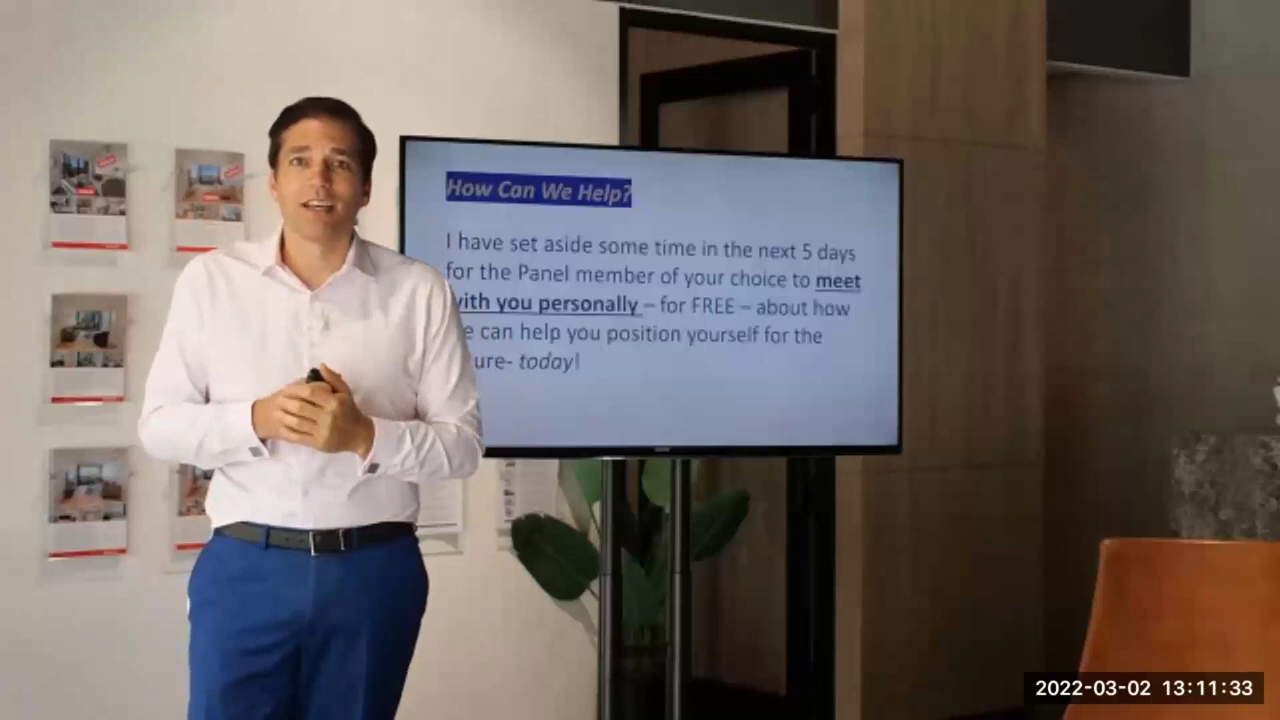 How Can We Help?
I have set aside some time in the next 5 days
for the Panel member of your choice to meet
with you personally – for FREE – about how
e can help you position yourself for the
ure- today!
2022-03-02 13:11:33